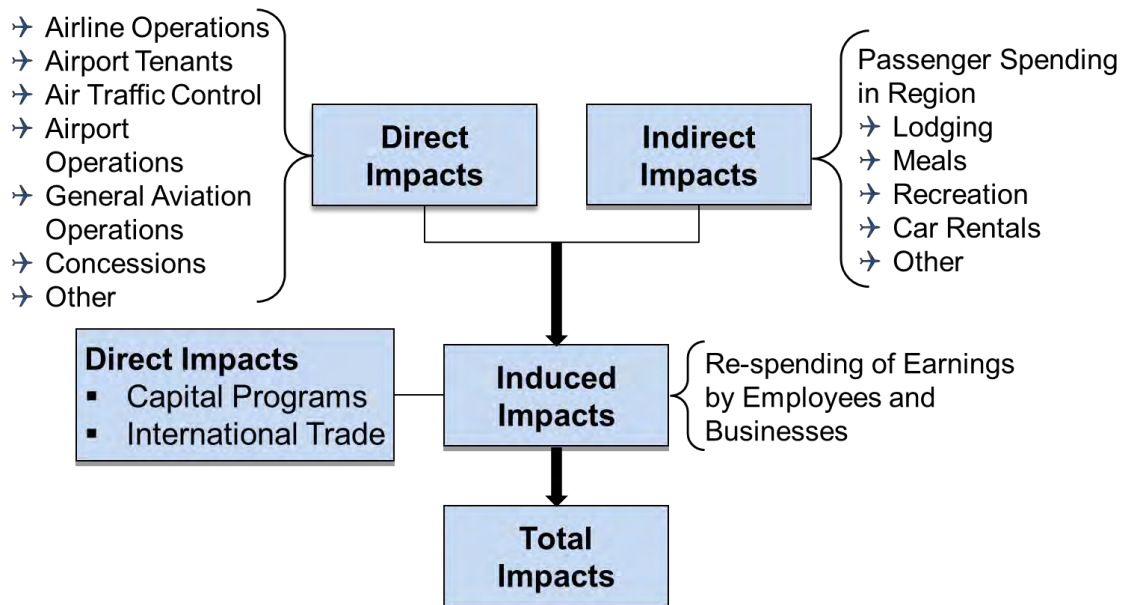 Airline Operations
Airport Tenants
Air Traffic Control
Airport
Operations
General Aviation
Operations
Concessions
Other
Direct
Impacts
Indirect
Impacts
Passenger Spending
in Region
Lodging
Meals
Recreation
Car Rentals
Other
Direct Impacts
▪ Capital Programs
▪ International Trade
Induced
Impacts
Re-spending of Earnings
by Employees and
Businesses
Total
Impacts